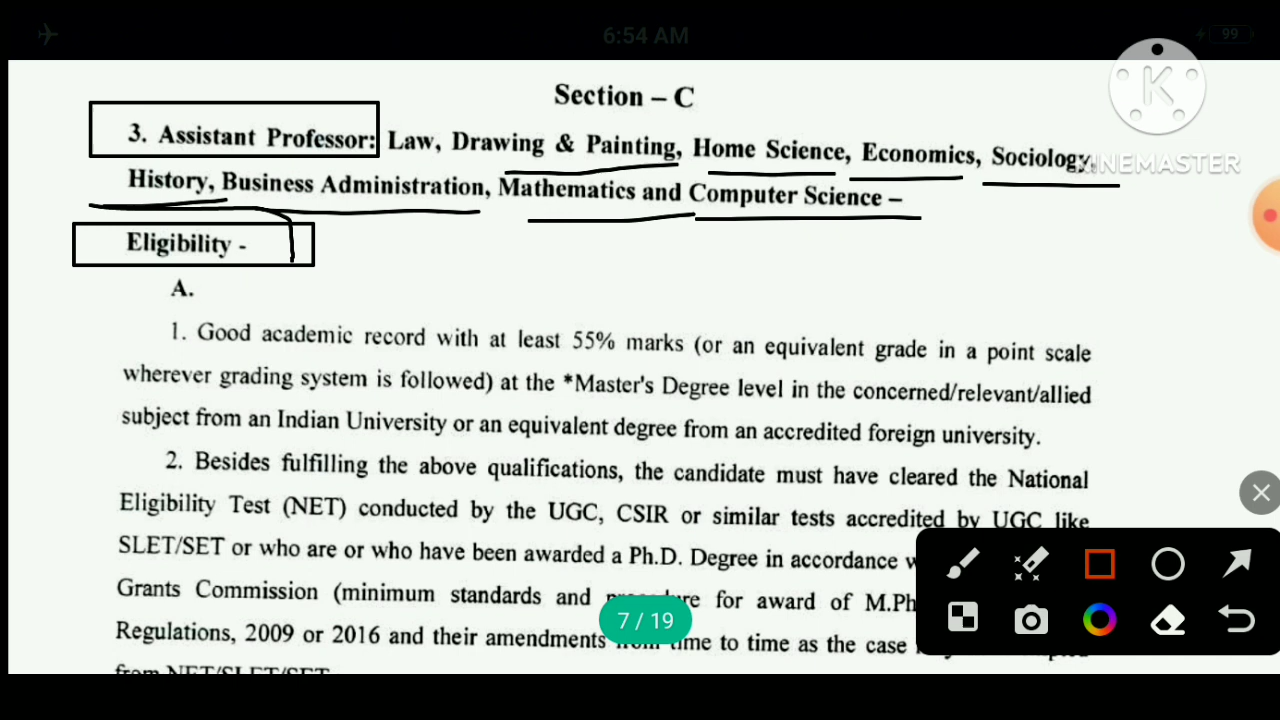 6:54 AM
99
Section – C
3. Assistant Professor: Law, Drawing & Painting, Home Science, Economics, Sociology,
KINEMASTER
History, Business Administration, Mathematics and Computer Science –
Eligibility -
A.
1. Good academic record with at least 55% marks (or an equivalent grade in a point scale
wherever grading system is followed) at the *Master's Degree level in the concerned/relevant/allied
subject from an Indian University or an equivalent degree from an accredited foreign university.
2. Besides fulfilling the above qualifications, the candidate must have cleared the National
Eligibility Test (NET) conducted by the UGC, CSIR or similar tests accredited by UGC like
SLET/SET or who are or who have been awarded a Ph.D. Degree in accordance
Grants Commission (minimum standards and procedure for award of M.Ph
7 / 19
Regulations, 2009 or 2016 and their amendments from time to time as the case
from NET/SLET/SET